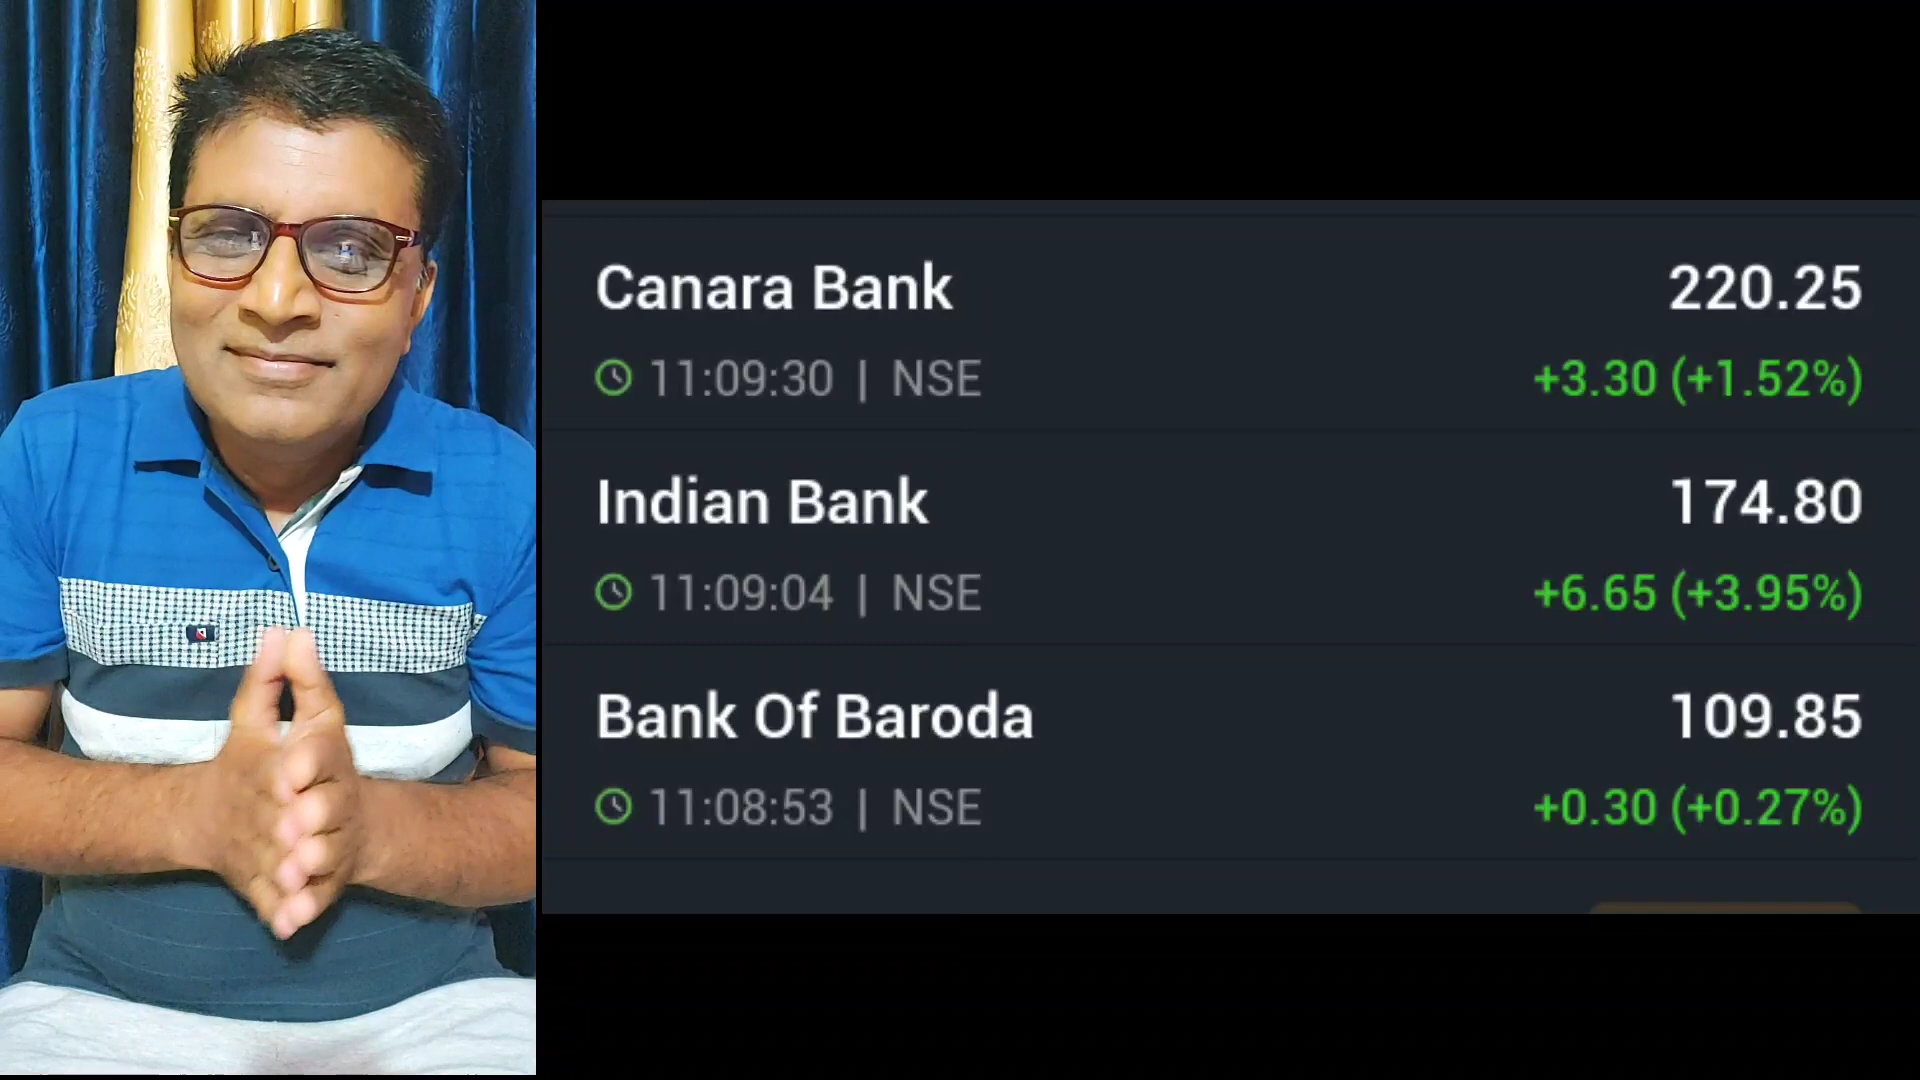 Canara Bank 220.25
11:09:30 | NSE +3.30 (+1.52%)
Indian Bank 174.80
11:09:04 | NSE +6.65 (+3.95%)
Bank Of Baroda 109.85
11:08:53 | NSE +0.30 (+0.27%)